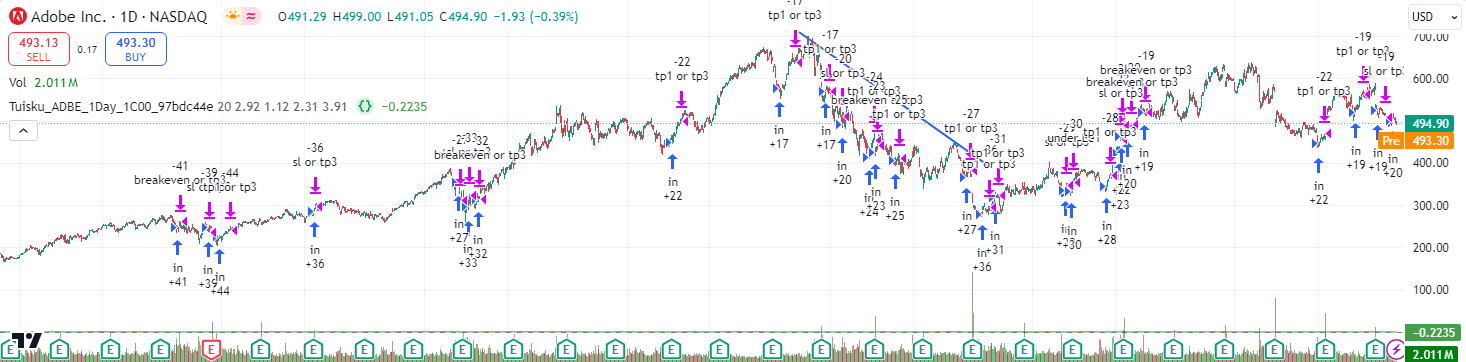 Adobe Inc. · 1D · NASDAQ O491.29 H499.00 L491.05 C494.90 −1.93 (−0.39%)
USD
493.13
SELL
0.17
493.30
BUY
Vol 2.011 M
Tuisku_ADBE_1Day_1C00_97bdc44e 20 2.92 1.12 2.31 3.91 {} −0.2235
700.00
600.00
494.90
Pre 493.30
400.00
300.00
200.00
100.00
−0.2235
2.011 M
-41
breakeven or tp3
in
+41
-39
in
+39
-44
in
+44
-36
sl or tp3
in
+36
-33
-32
breakeven or tp3
in
+27
in
+33
in
+32
-22
tp1 or tp3
in
+22
-17
tp1 or tp3
in
+17
-17
tp1 or tp3
in
+17
-20
sl or tp3
in
+20
-24
tp1 or tp3
in
+24
-23
breakeven
in
+23
-25
tp1 or tp3
in
+25
-27
tp1 or tp3
in
+27
-36
in
+36
-31
tp1 or tp3
in
+31
-29
-30
in
+30
-28
tp1 or tp3
in
+28
+23
+22
sl or tp3
in
+20
-19
breakeven or tp3
in
+19
-22
tp1 or tp3
in
+22
-19
tp1 or tp3
in
+19
-19
sl or tp3
in
+19
in
+20
E E E E E E E E E E E E E E E E E E E E E E E E E E E E